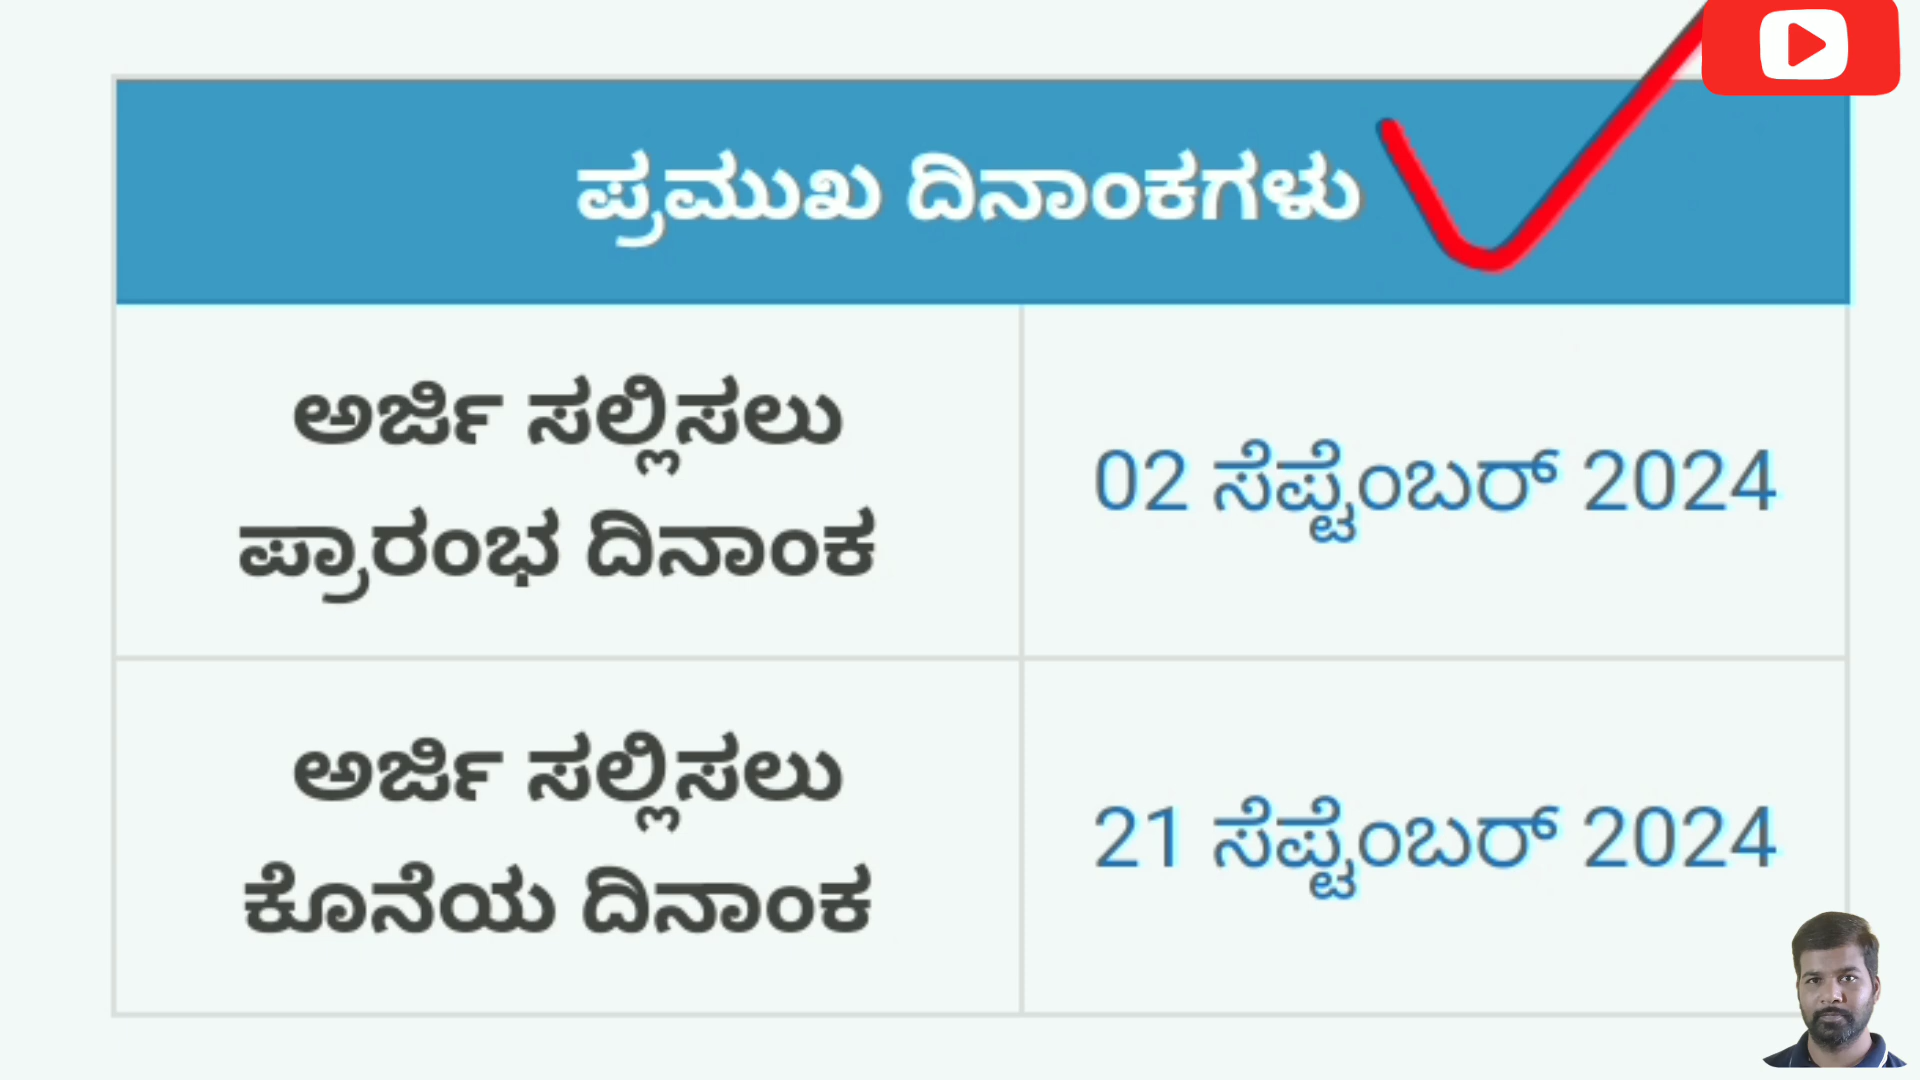 ಪ್ರಮುಖ ದಿನಾಂಕಗಳು
ಅರ್ಜಿ ಸಲ್ಲಿಸಲು
ಪ್ರಾರಂಭ ದಿನಾಂಕ
02 ಸೆಪ್ಟೆಂಬರ್ 2024
ಅರ್ಜಿ ಸಲ್ಲಿಸಲು
ಕೊನೆಯ ದಿನಾಂಕ
21 ಸೆಪ್ಟೆಂಬರ್ 2024